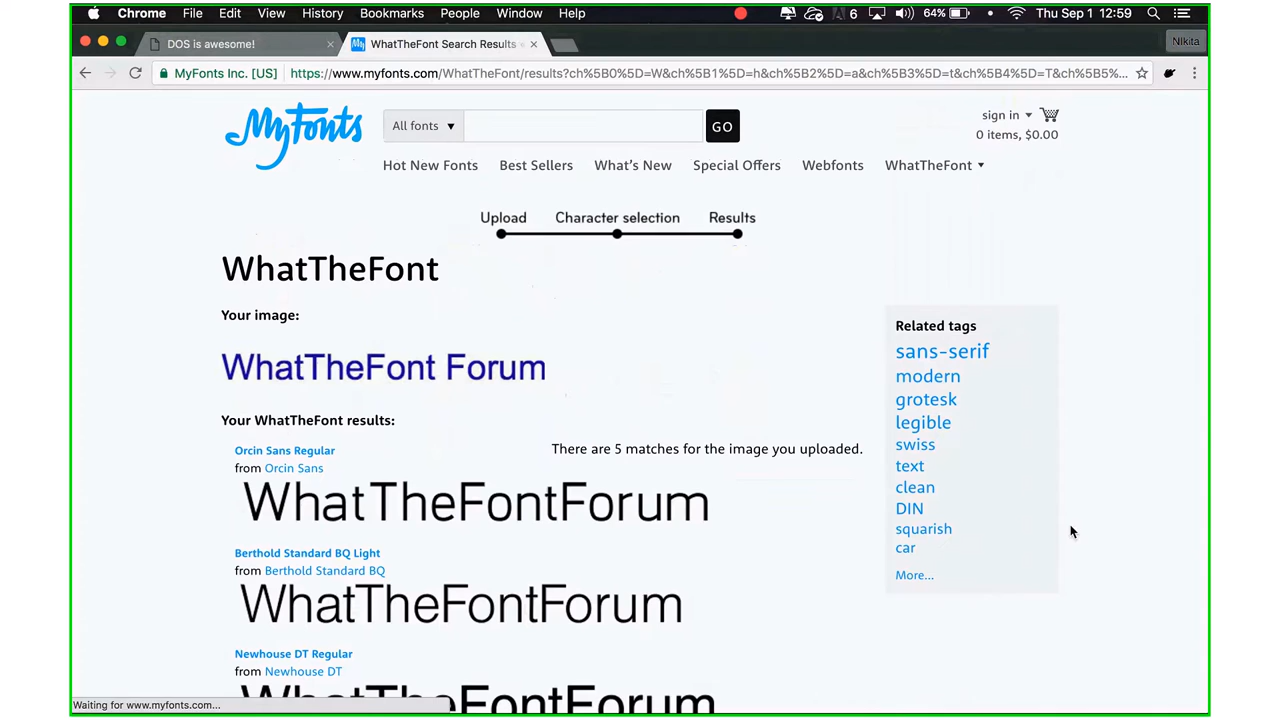 Chrome File Edit View History Bookmarks People Window Help 6 64% Thu Sep 1 12:59
DOS is awesome! WhatTheFont Search Results NIkita
MyFonts Inc. [US] https://www.myfonts.com/WhatTheFont/results?ch%5B0%5D=W&ch%5B1%5D=h&ch%5B2%5D=a&ch%5B3%5D=t&ch%5B4%5D=T&ch%5B5%...
MyFonts All fonts GO sign in
0 items, $0.00
Hot New Fonts Best Sellers What's New Special Offers Webfonts WhatTheFont
Upload Character selection Results
WhatTheFont
Your image:
WhatTheFont Forum
Your WhatTheFont results:
There are 5 matches for the image you uploaded.
Orcin Sans Regular
from Orcin Sans
WhatTheFontForum
Berthold Standard BQ Light
from Berthold Standard BQ
WhatTheFontForum
Newhouse DT Regular
from Newhouse DT
WhatTheFontForum
Related tags
sans-serif
modern
grotesk
legible
swiss
text
clean
DIN
squarish
car
More...
Waiting for www.myfonts.com...